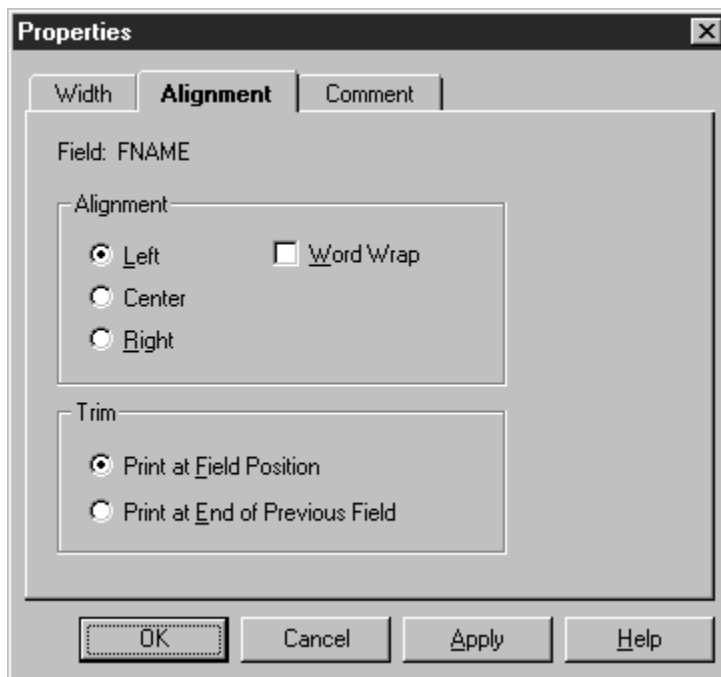 Properties
Width Alignment Comment
Field: FNAME
Alignment
Left Word Wrap
Center
Right
Trim
Print at Field Position
Print at End of Previous Field
OK Cancel Apply Help